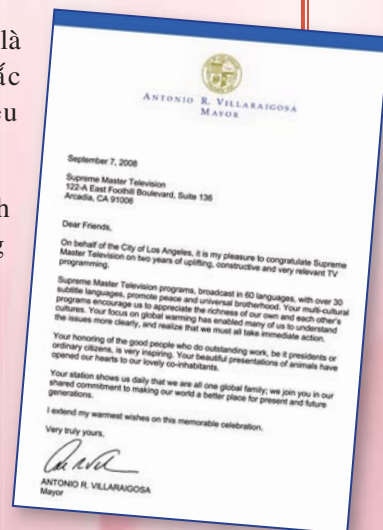 là
ắc
ANTONIO R. VILLARAIGOSA
MAYOR
September 7, 2008
Supreme Master Television
122-A East Foothill Boulevard, Suite 136
Arcadia, CA 91006
Dear Friends,
On behalf of the City of Los Angeles, it is my pleasure to congratulate Supreme
Master Television on two years of uplifting, constructive and very relevant TV
programming.
Supreme Master Television programs, broadcast in 60 languages, with over 30
subtitle languages, promote peace and universal brotherhood. Your multi-cultural
programs encourage us to appreciate the richness of our own and each other's
cultures. Your focus on global warming has enabled many of us to understand
the issues more clearly, and realize that we must all take immediate action.
Your honoring of the good people who do outstanding work, be it presidents or
ordinary citizens, is very inspiring. Your beautiful presentations of animals have
opened our hearts to our lovely co-inhabitants.
Your station shows us daily that we are all one global family; we join you in our
shared commitment to making our world a better place for present and future
generations.
I extend my warmest wishes on this memorable celebration.
Very truly yours,
ANTONIO R. VILLARAIGOSA
Mayor